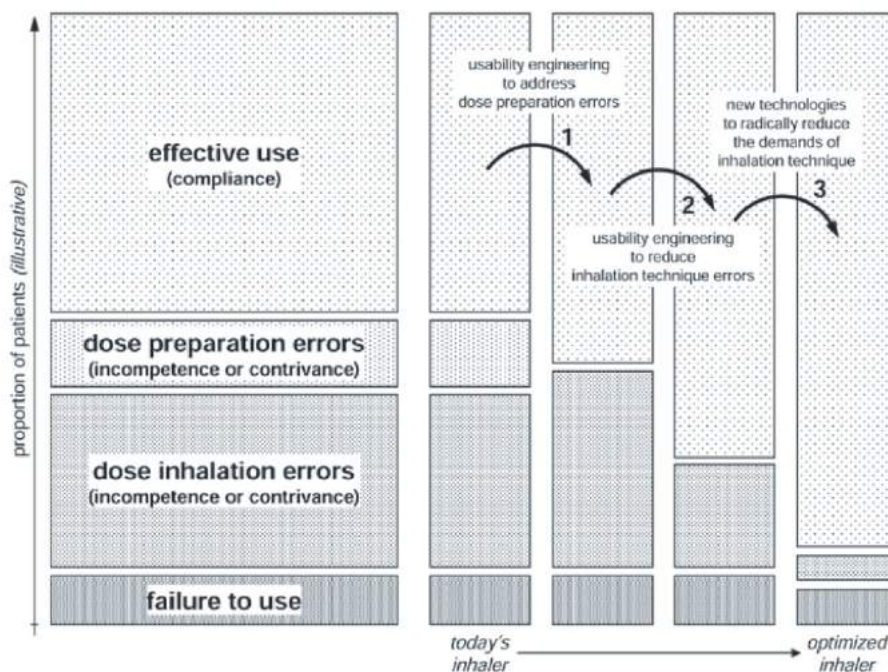 proportion of patients (illustrative)
effective use
(compliance)
dose preparation errors
(incompetence or contrivance)
dose inhalation errors
(incompetence or contrivance)
failure to use
usability engineering
to address
dose preparation errors
1
usability engineering
to reduce
inhalation technique errors
2
new technologies
to radically reduce
the demands of
inhalation technique
3
today's
inhaler
optimized
inhaler